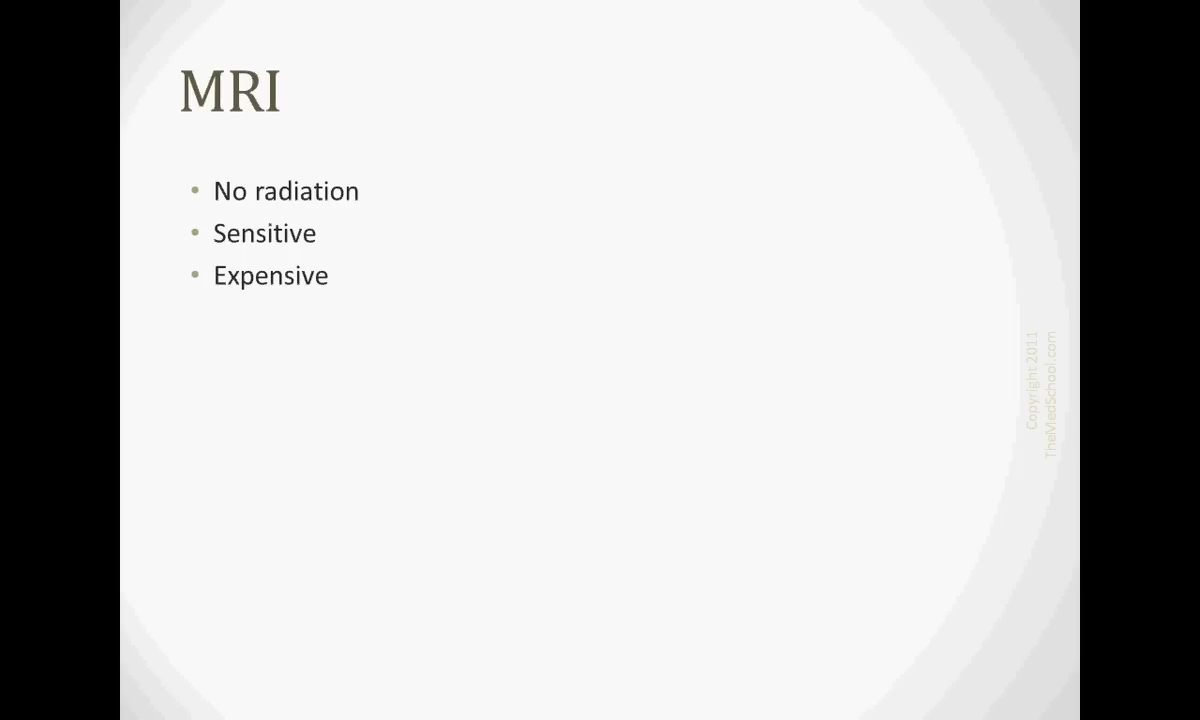 MRI
• No radiation
• Sensitive
• Expensive
Copyright 2011
TheMedSchool.com